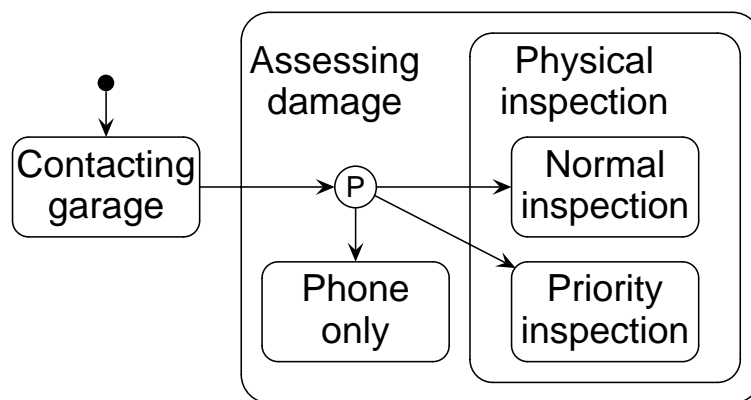 Assessing
damage
Physical
inspection
Contacting
garage
P
Normal
inspection
Phone
only
Priority
inspection